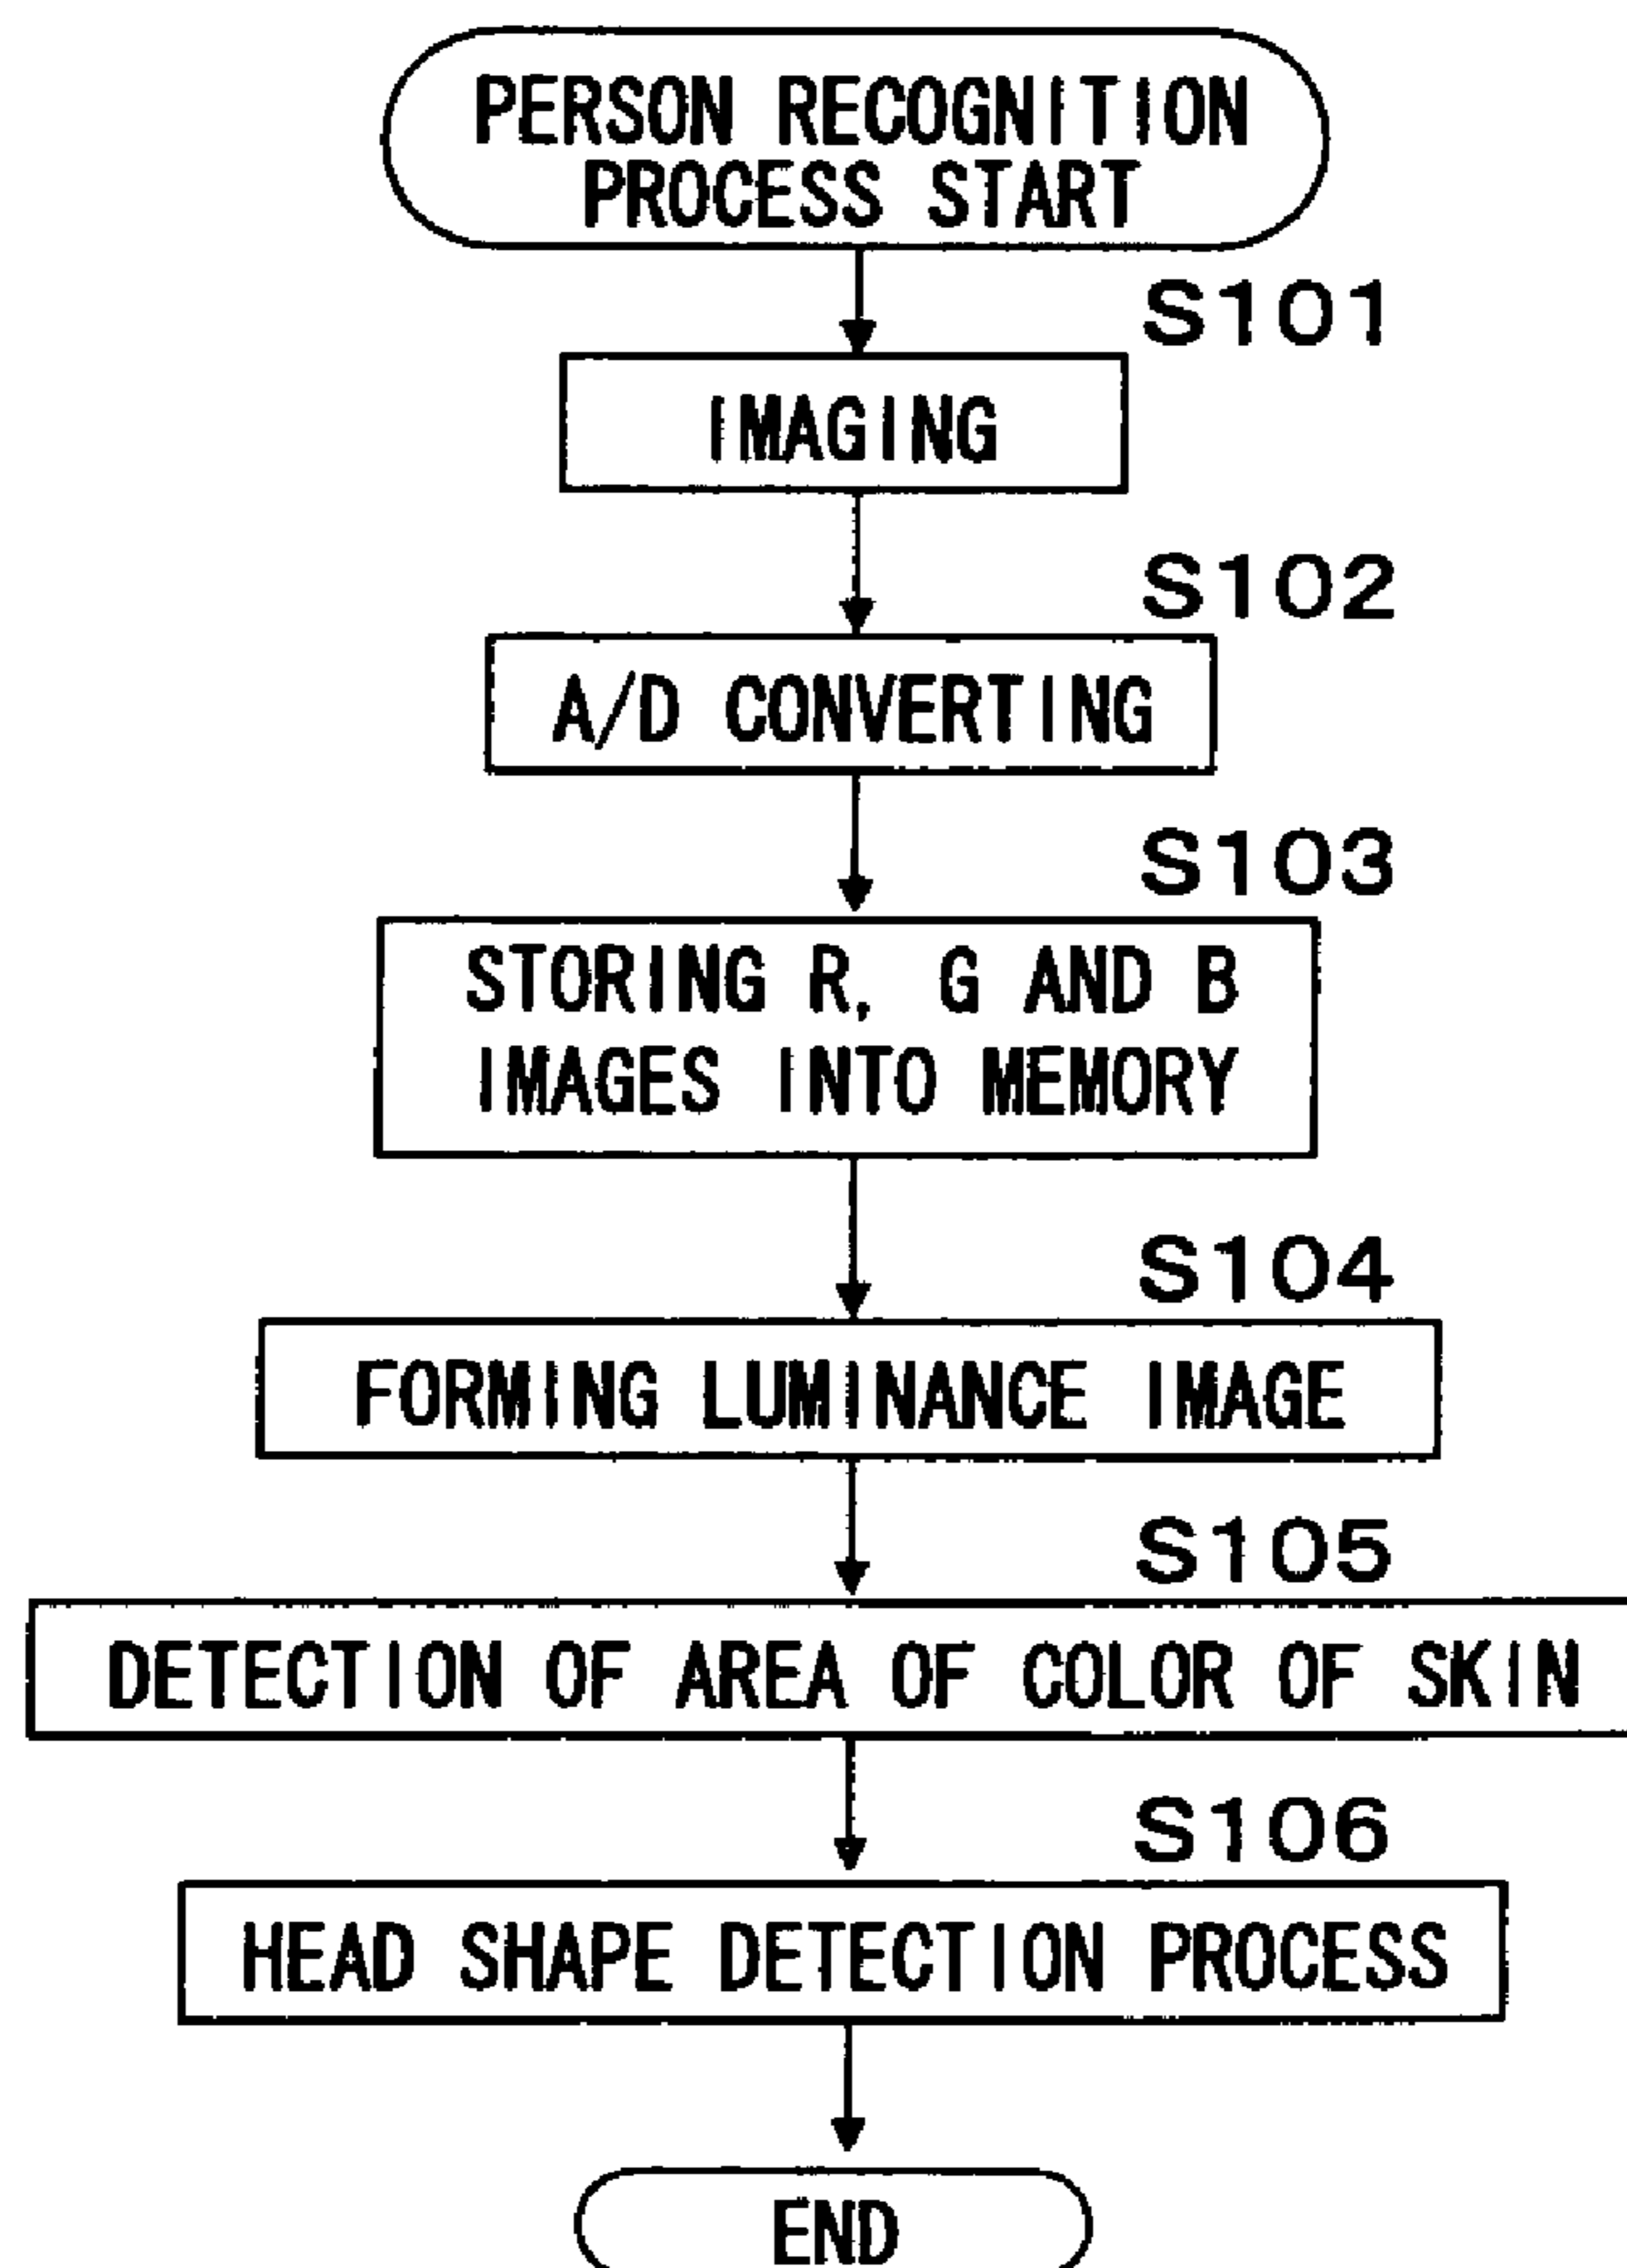 PERSON RECOGNITION
PROCESS START
S101
IMAGING
S102
A/D CONVERTING
S103
STORING R, G AND B
IMAGES INTO MEMORY
S104
FORMING LUMINANCE IMAGE
S105
DETECTION OF AREA OF COLOR OF SKIN
S106
HEAD SHAPE DETECTION PROCESS
END